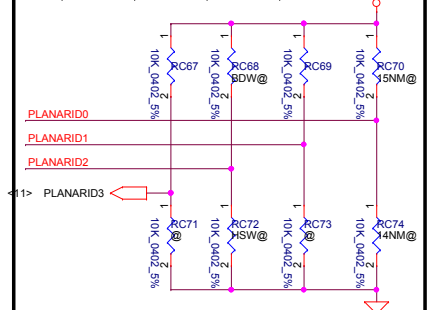 1 1 1 1
RC67 RC68 RC69 RC70
BDW@ 15NM@
10K_0402_5% 10K_0402_5% 10K_0402_5% 10K_0402_5%
2 2 2 2
PLANARID0
PLANARID1
PLANARID2
<11> PLANARID3
1 1 1 1
RC71 RC72 RC73 RC74
@ HSW@ @ 14NM@
10K_0402_5% 10K_0402_5% 10K_0402_5% 10K_0402_5%
2 2 2 2